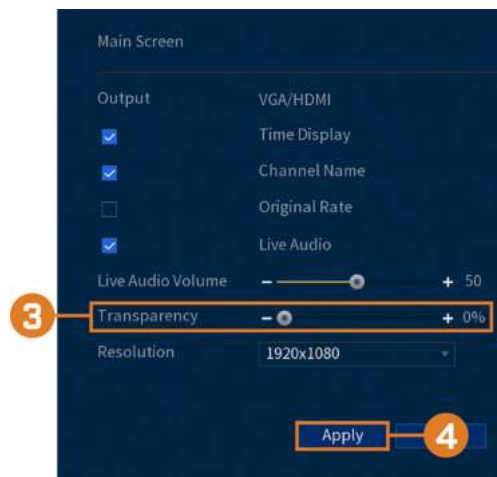 Main Screen
Output VGA/HDMI
Time Display
Channel Name
Original Rate
Live Audio
Live Audio Volume - + 50
3 Transparency - + 0%
Resolution 1920x1080
Apply 4